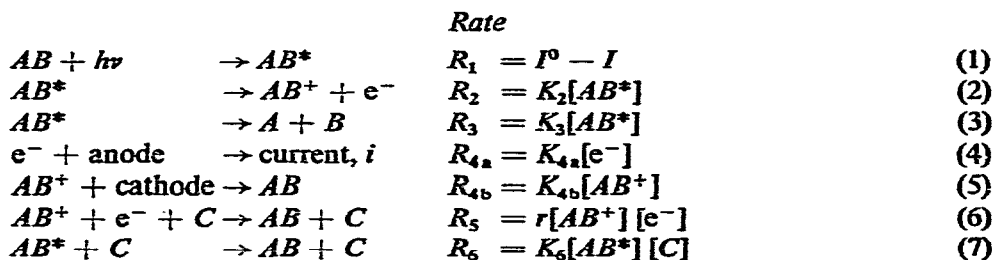 Rate
AB + hν → AB* R₁ = I⁰ − I (1)
AB* → AB⁺ + e⁻ R₂ = K₂[AB*] (2)
AB* → A + B R₃ = K₃[AB*] (3)
e⁻ + anode → current, i R₄ₐ = K₄ₐ[e⁻] (4)
AB⁺ + cathode → AB R₄b = K₄b[AB⁺] (5)
AB⁺ + e⁻ + C → AB + C R₅ = r[AB⁺] [e⁻] (6)
AB* + C → AB + C R₆ = K₆[AB*] [C] (7)